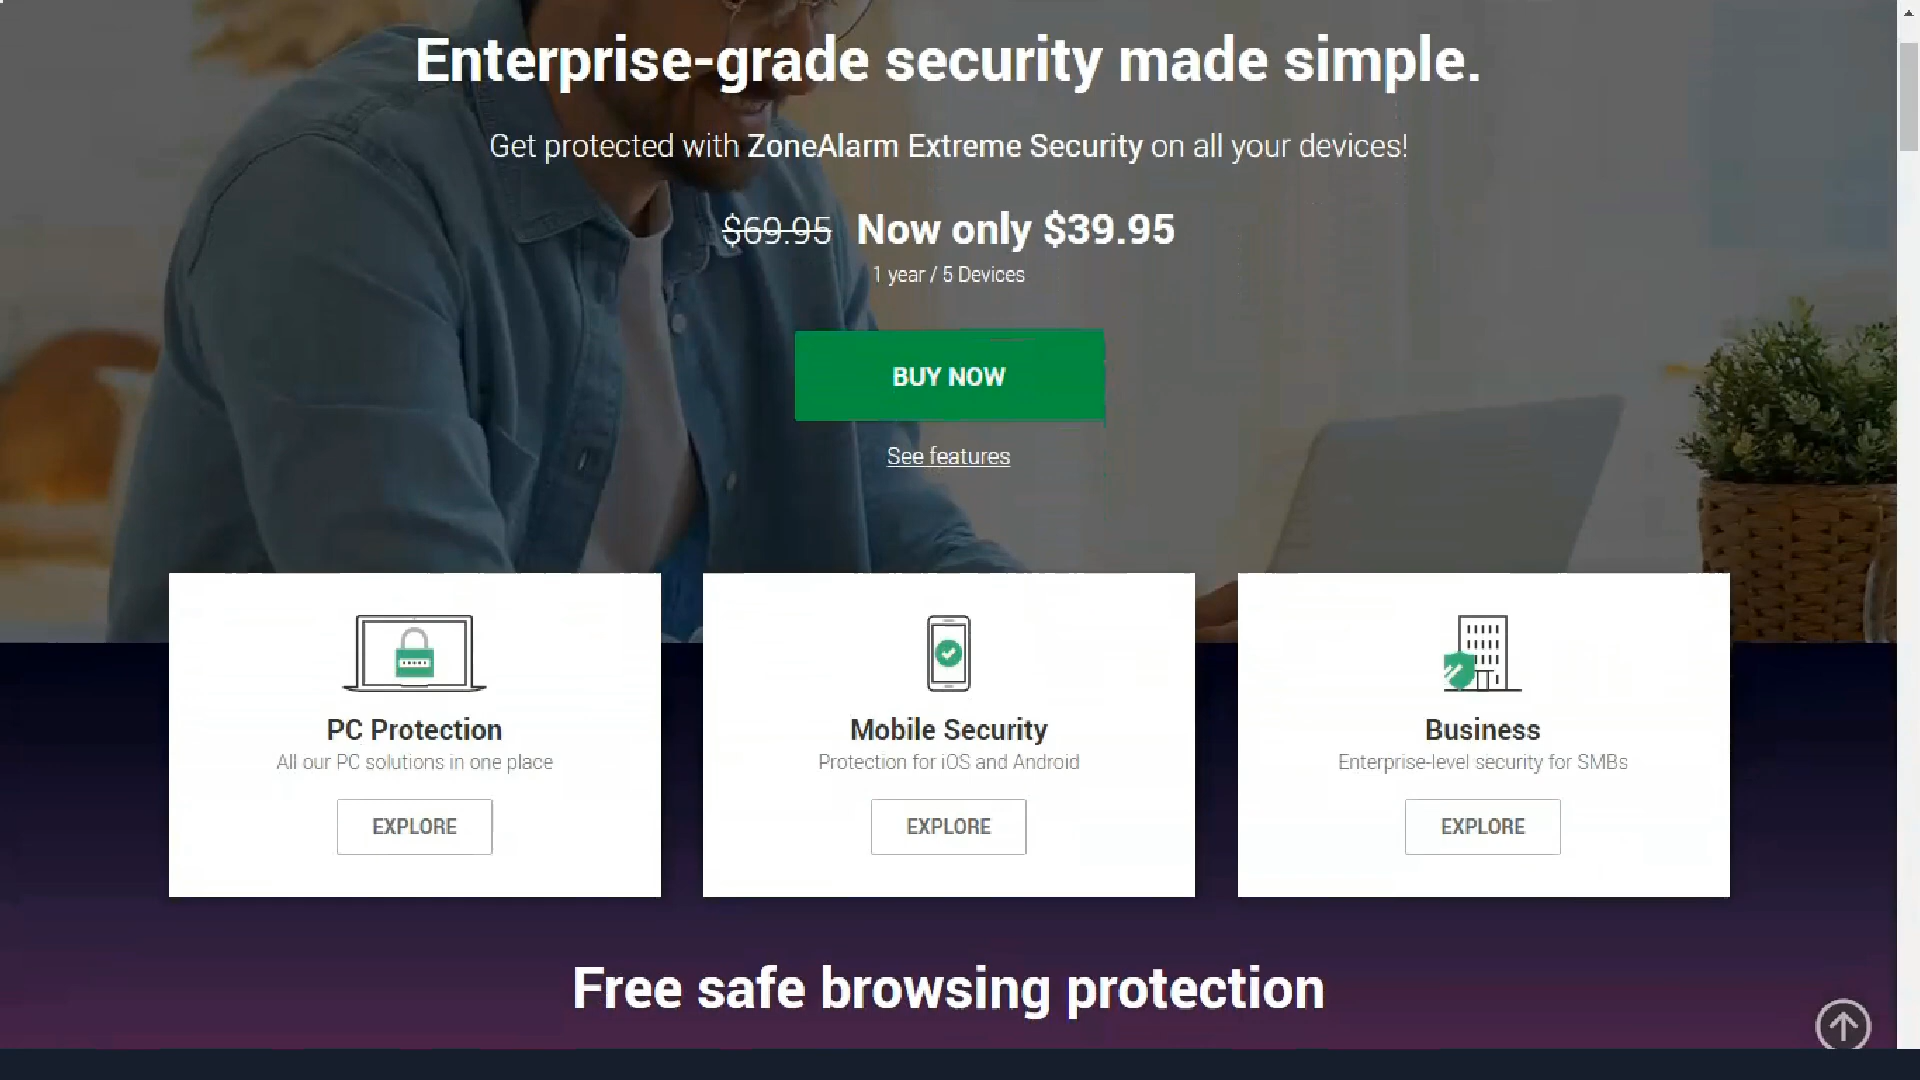 Enterprise-grade security made simple.
Get protected with ZoneAlarm Extreme Security on all your devices!
$69.95 Now only $39.95
1 year / 5 Devices
BUY NOW
See features
PC Protection
All our PC solutions in one place
EXPLORE
Mobile Security
Protection for iOS and Android
EXPLORE
Business
Enterprise-level security for SMBs
EXPLORE
Free safe browsing protection